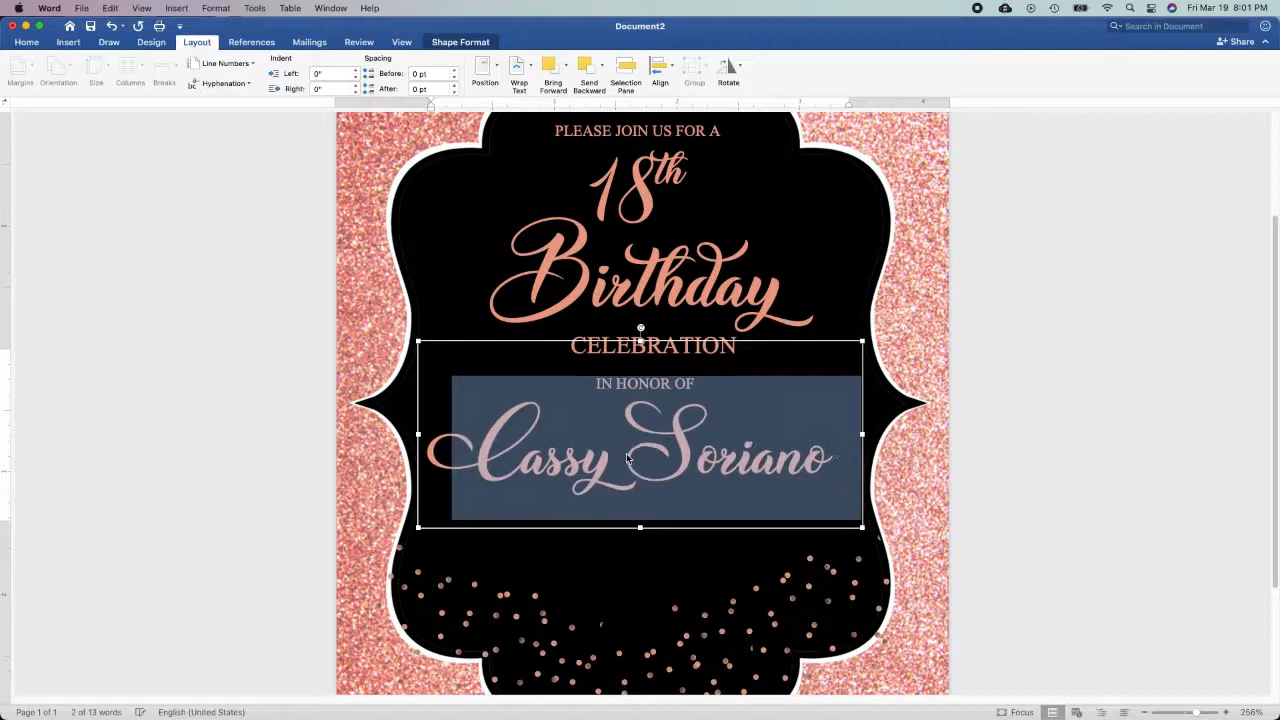 Word File Edit View Insert Format Tools Table Window Help Fri Mar 19 8:01 PM
Document2
Search in Document
Home Insert Draw Design Layout References Mailings Review View Shape Format
Share
Margins Orientation Size Columns Breaks
Line Numbers
Hyphenation
Indent
Left: 0"
Right: 0"
Spacing
Before: 0 pt
After: 0 pt
Position
Wrap Text
Bring Forward
Send Backward
Selection Pane
Align
Group
Rotate
1 2 3 4
PLEASE JOIN US FOR A
18th
Birthday
CELEBRATION
IN HONOR OF
Cassy Soriano
Page 1 of 1 2 of 13 words English (United States) Focus 256%